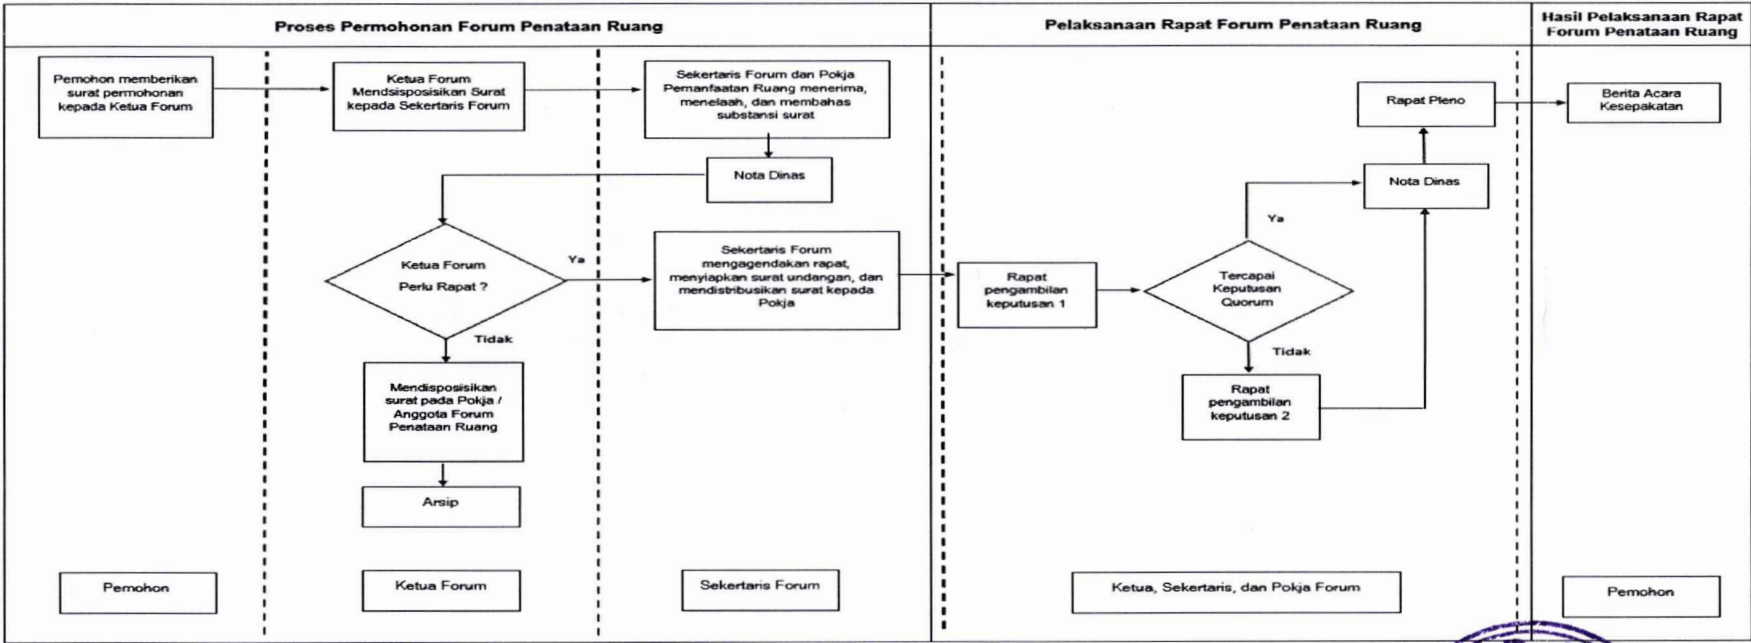 Proses Permohonan Forum Penataan Ruang
Pelaksanaan Rapat Forum Penataan Ruang
Hasil Pelaksanaan Rapat
Forum Penataan Ruang
Pemohon memberikan
surat permohonan
kepada Ketua Forum
Ketua Forum
Mendsisposisikan Surat
kepada Sekertaris Forum
Sekertaris Forum dan Pokja
Pemanfaatan Ruang menerima,
menelaah, dan membahas
substansi surat
Nota Dinas
Ketua Forum
Perlu Rapat ?
Ya
Tidak
Sekertaris Forum
mengagendakan rapat,
menyiapkan surat undangan, dan
mendistribusikan surat kepada
Pokja
Mendisposisikan
surat pada Pokja /
Anggota Forum
Penataan Ruang
Arsip
Rapat
pengambilan
keputusan 1
Tercapai
Keputusan
Quorum
Ya
Tidak
Rapat
pengambilan
keputusan 2
Nota Dinas
Rapat Pleno
Berita Acara
Kesepakatan
Pemohon
Ketua Forum
Sekertaris Forum
Ketua, Sekertaris, dan Pokja Forum
Pemohon